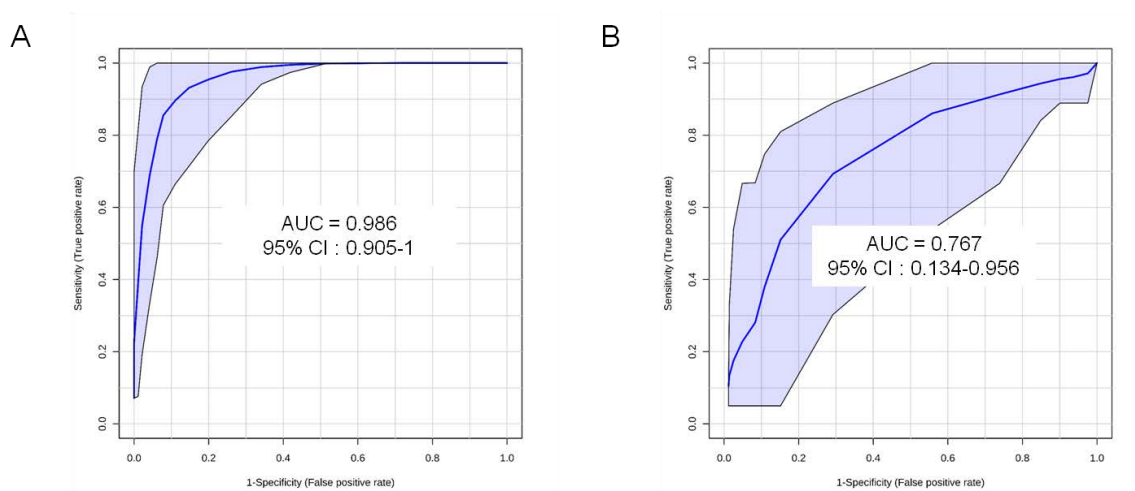 A
B
Sensitivity (True positive rate)
1.0
0.8
0.6
0.4
0.2
0.0
AUC = 0.986
95% CI : 0.905-1
0.0 0.2 0.4 0.6 0.8 1.0
1-Specificity (False positive rate)
Sensitivity (True positive rate)
1.0
0.8
0.6
0.4
0.2
0.0
AUC = 0.767
95% CI : 0.134-0.956
0.0 0.2 0.4 0.6 0.8 1.0
1-Specificity (False positive rate)